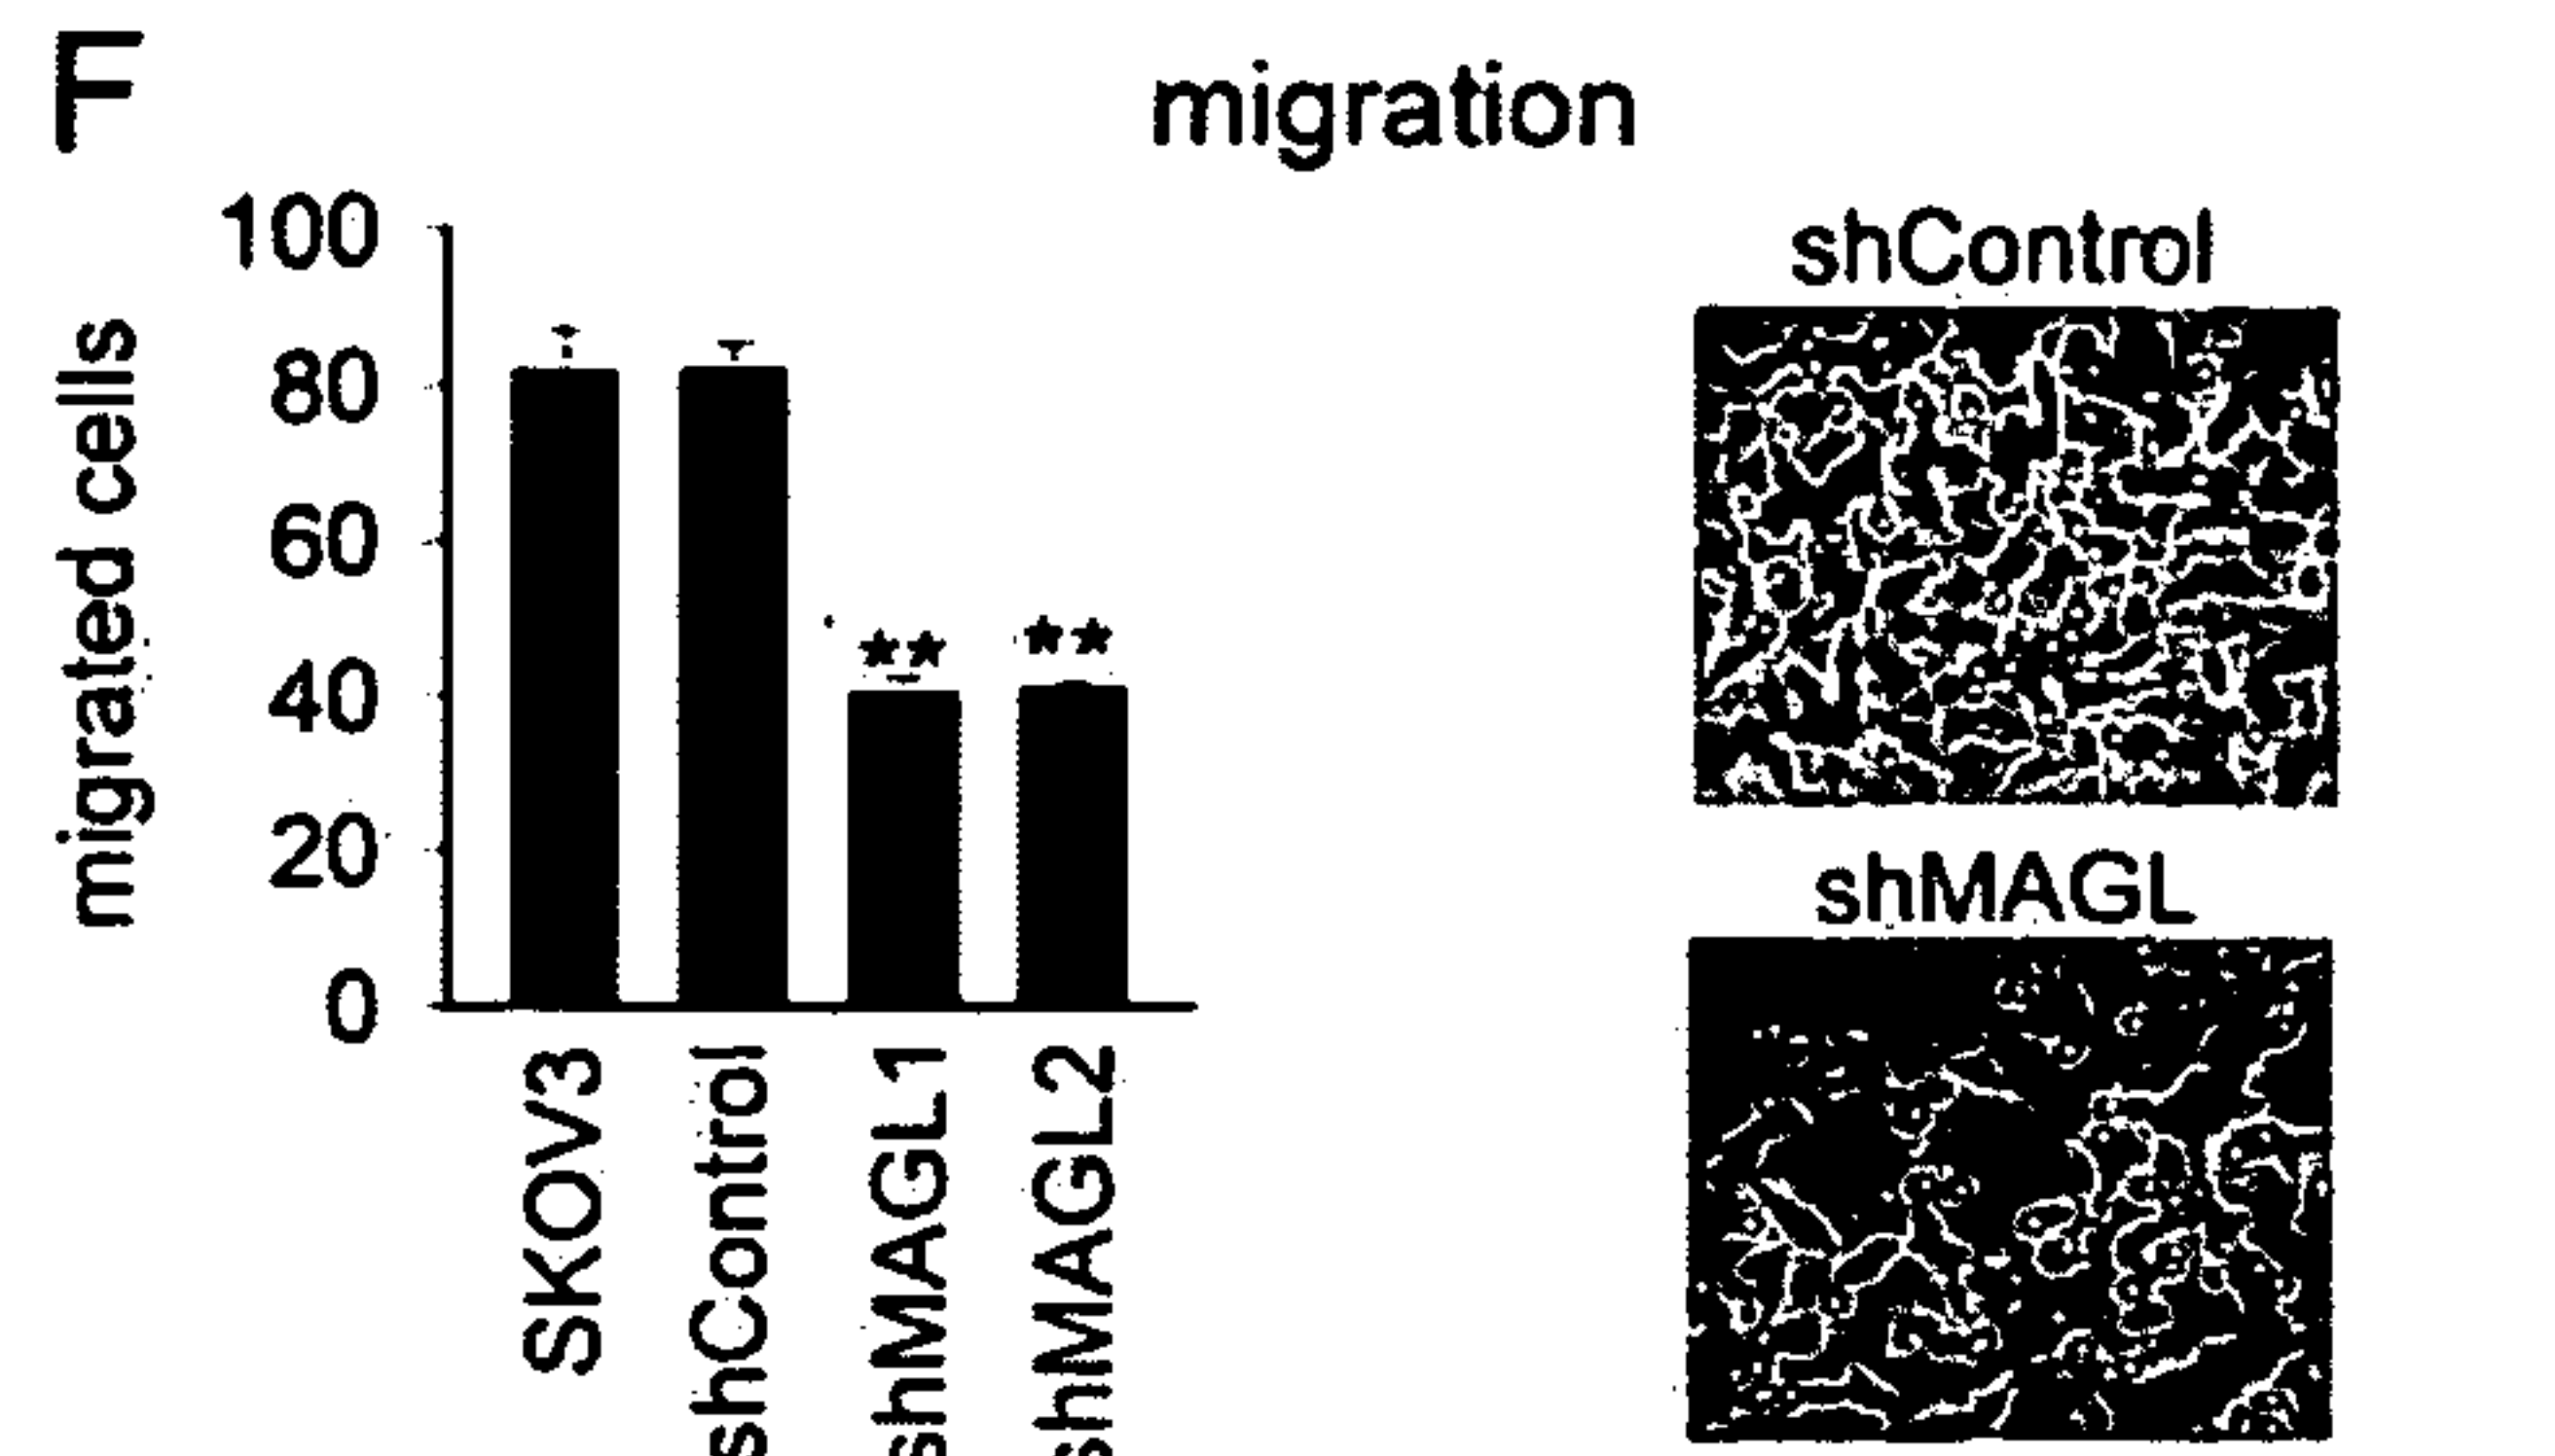 F
migration
migrated cells
100
80
60
40
20
0
**
**
SKOV3
shControl
shMAGL1
shMAGL2
shControl
shMAGL